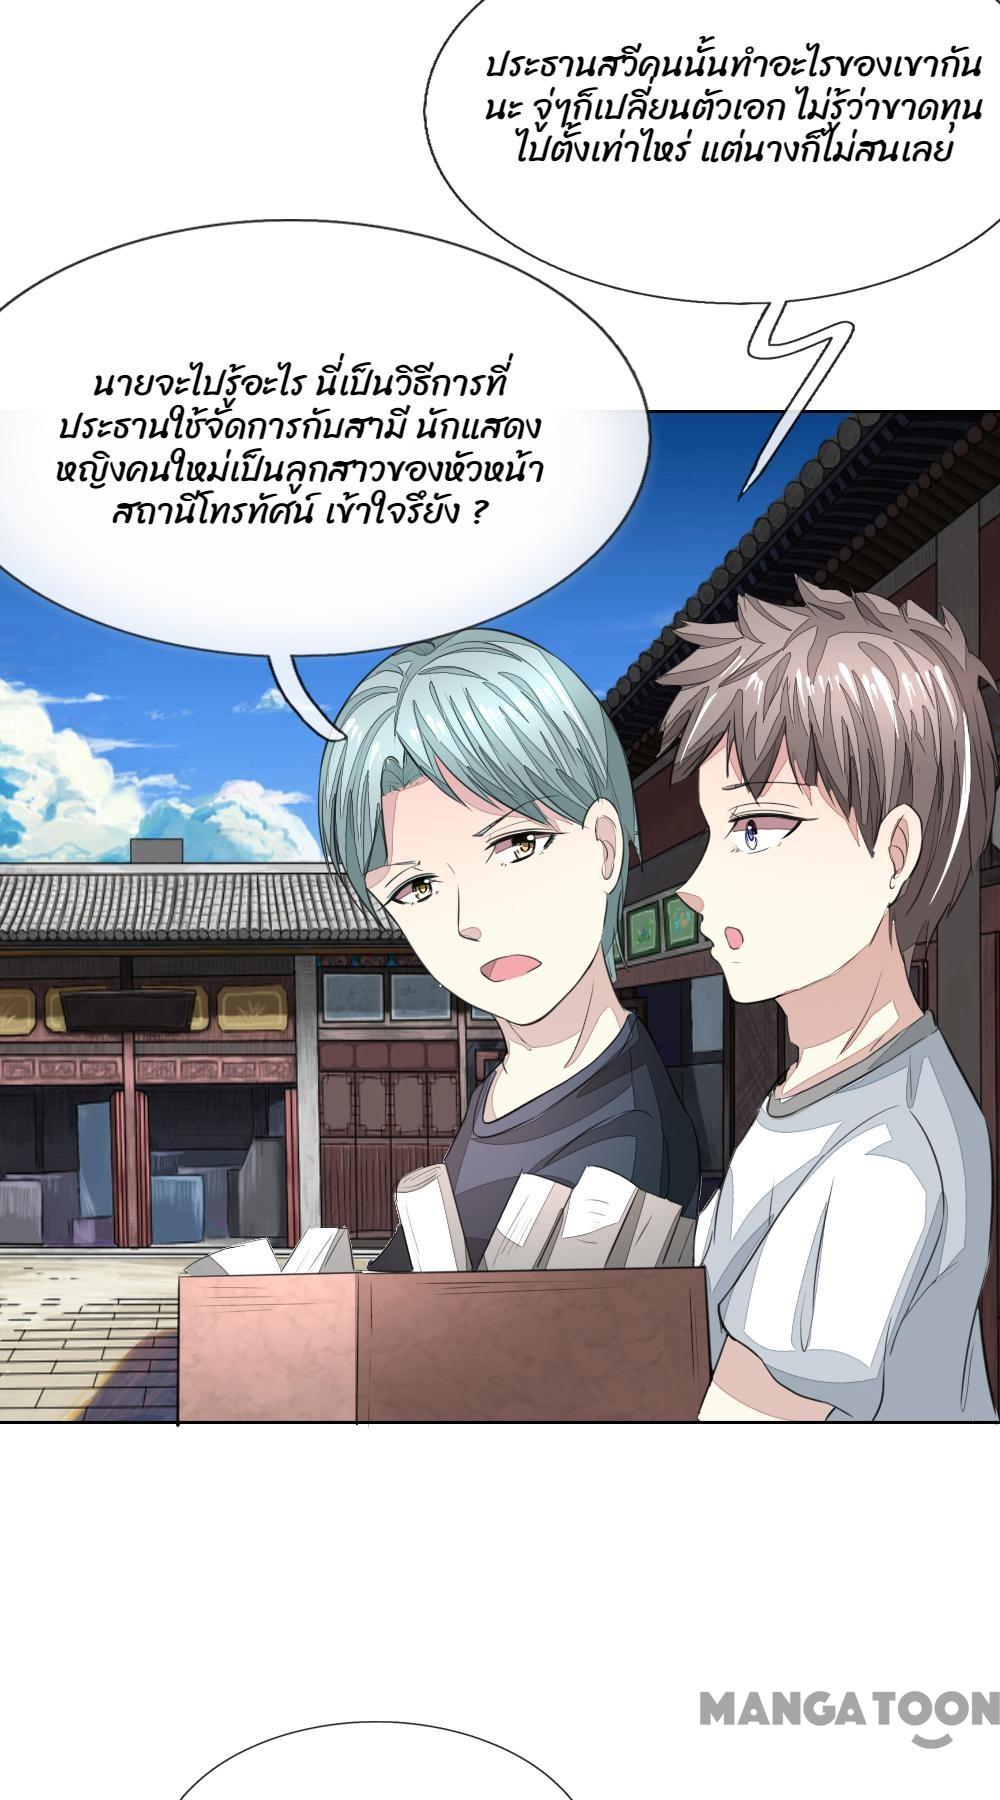 ประธานสวีคนนั้นทำอะไรของเขากัน
นะ จู่ๆก็เปลี่ยนตัวเอก ไม่รู้ว่าขาดทุน
ไปตั้งเท่าไหร่ แต่นางก็ไม่สนเลย
นายจะไปรู้อะไร นี่เป็นวิธีการที่
ประธานใช้จัดการกับสามี นักแสดง
หญิงคนใหม่เป็นลูกสาวของหัวหน้า
สถานีโทรทัศน์ เข้าใจรึยัง ?
MANGA TOON